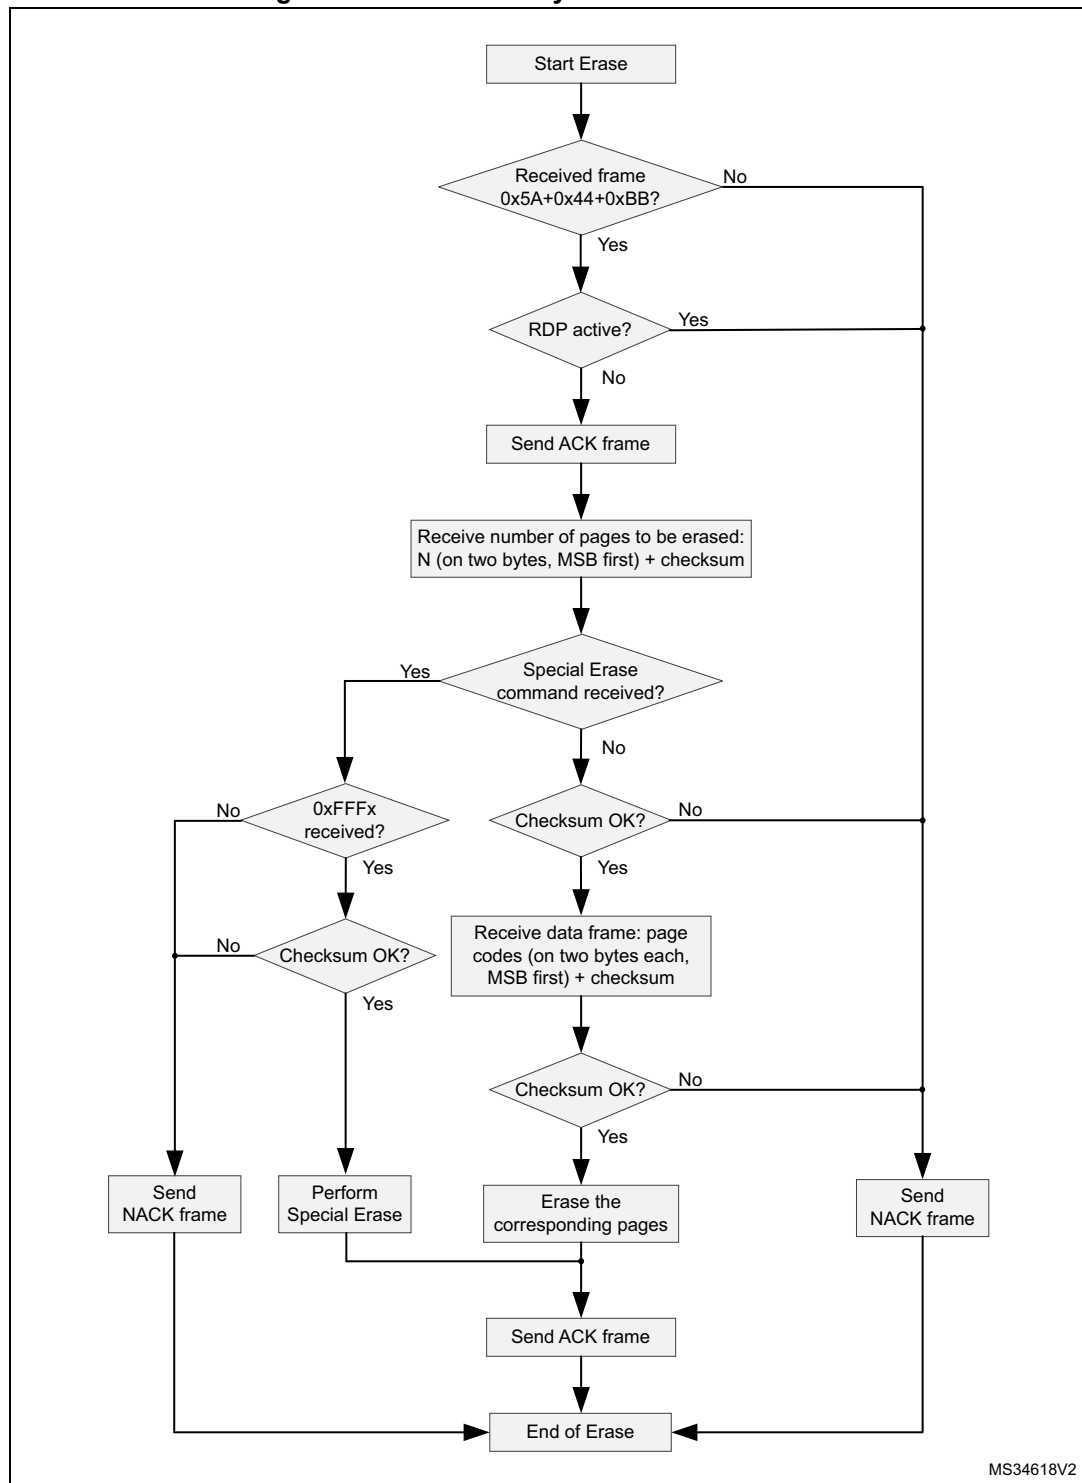 Start Erase
Received frame
0x5A+0x44+0xBB?
No
Yes
RDP active?
Yes
No
Send ACK frame
Receive number of pages to be erased:
N (on two bytes, MSB first) + checksum
Special Erase
command received?
Yes
No
0xFFFx
received?
No
Yes
Checksum OK?
No
Yes
Checksum OK?
No
Yes
Receive data frame: page
codes (on two bytes each,
MSB first) + checksum
Checksum OK?
No
Yes
Send
NACK frame
Perform
Special Erase
Erase the
corresponding pages
Send
NACK frame
Send ACK frame
End of Erase
MS34618V2